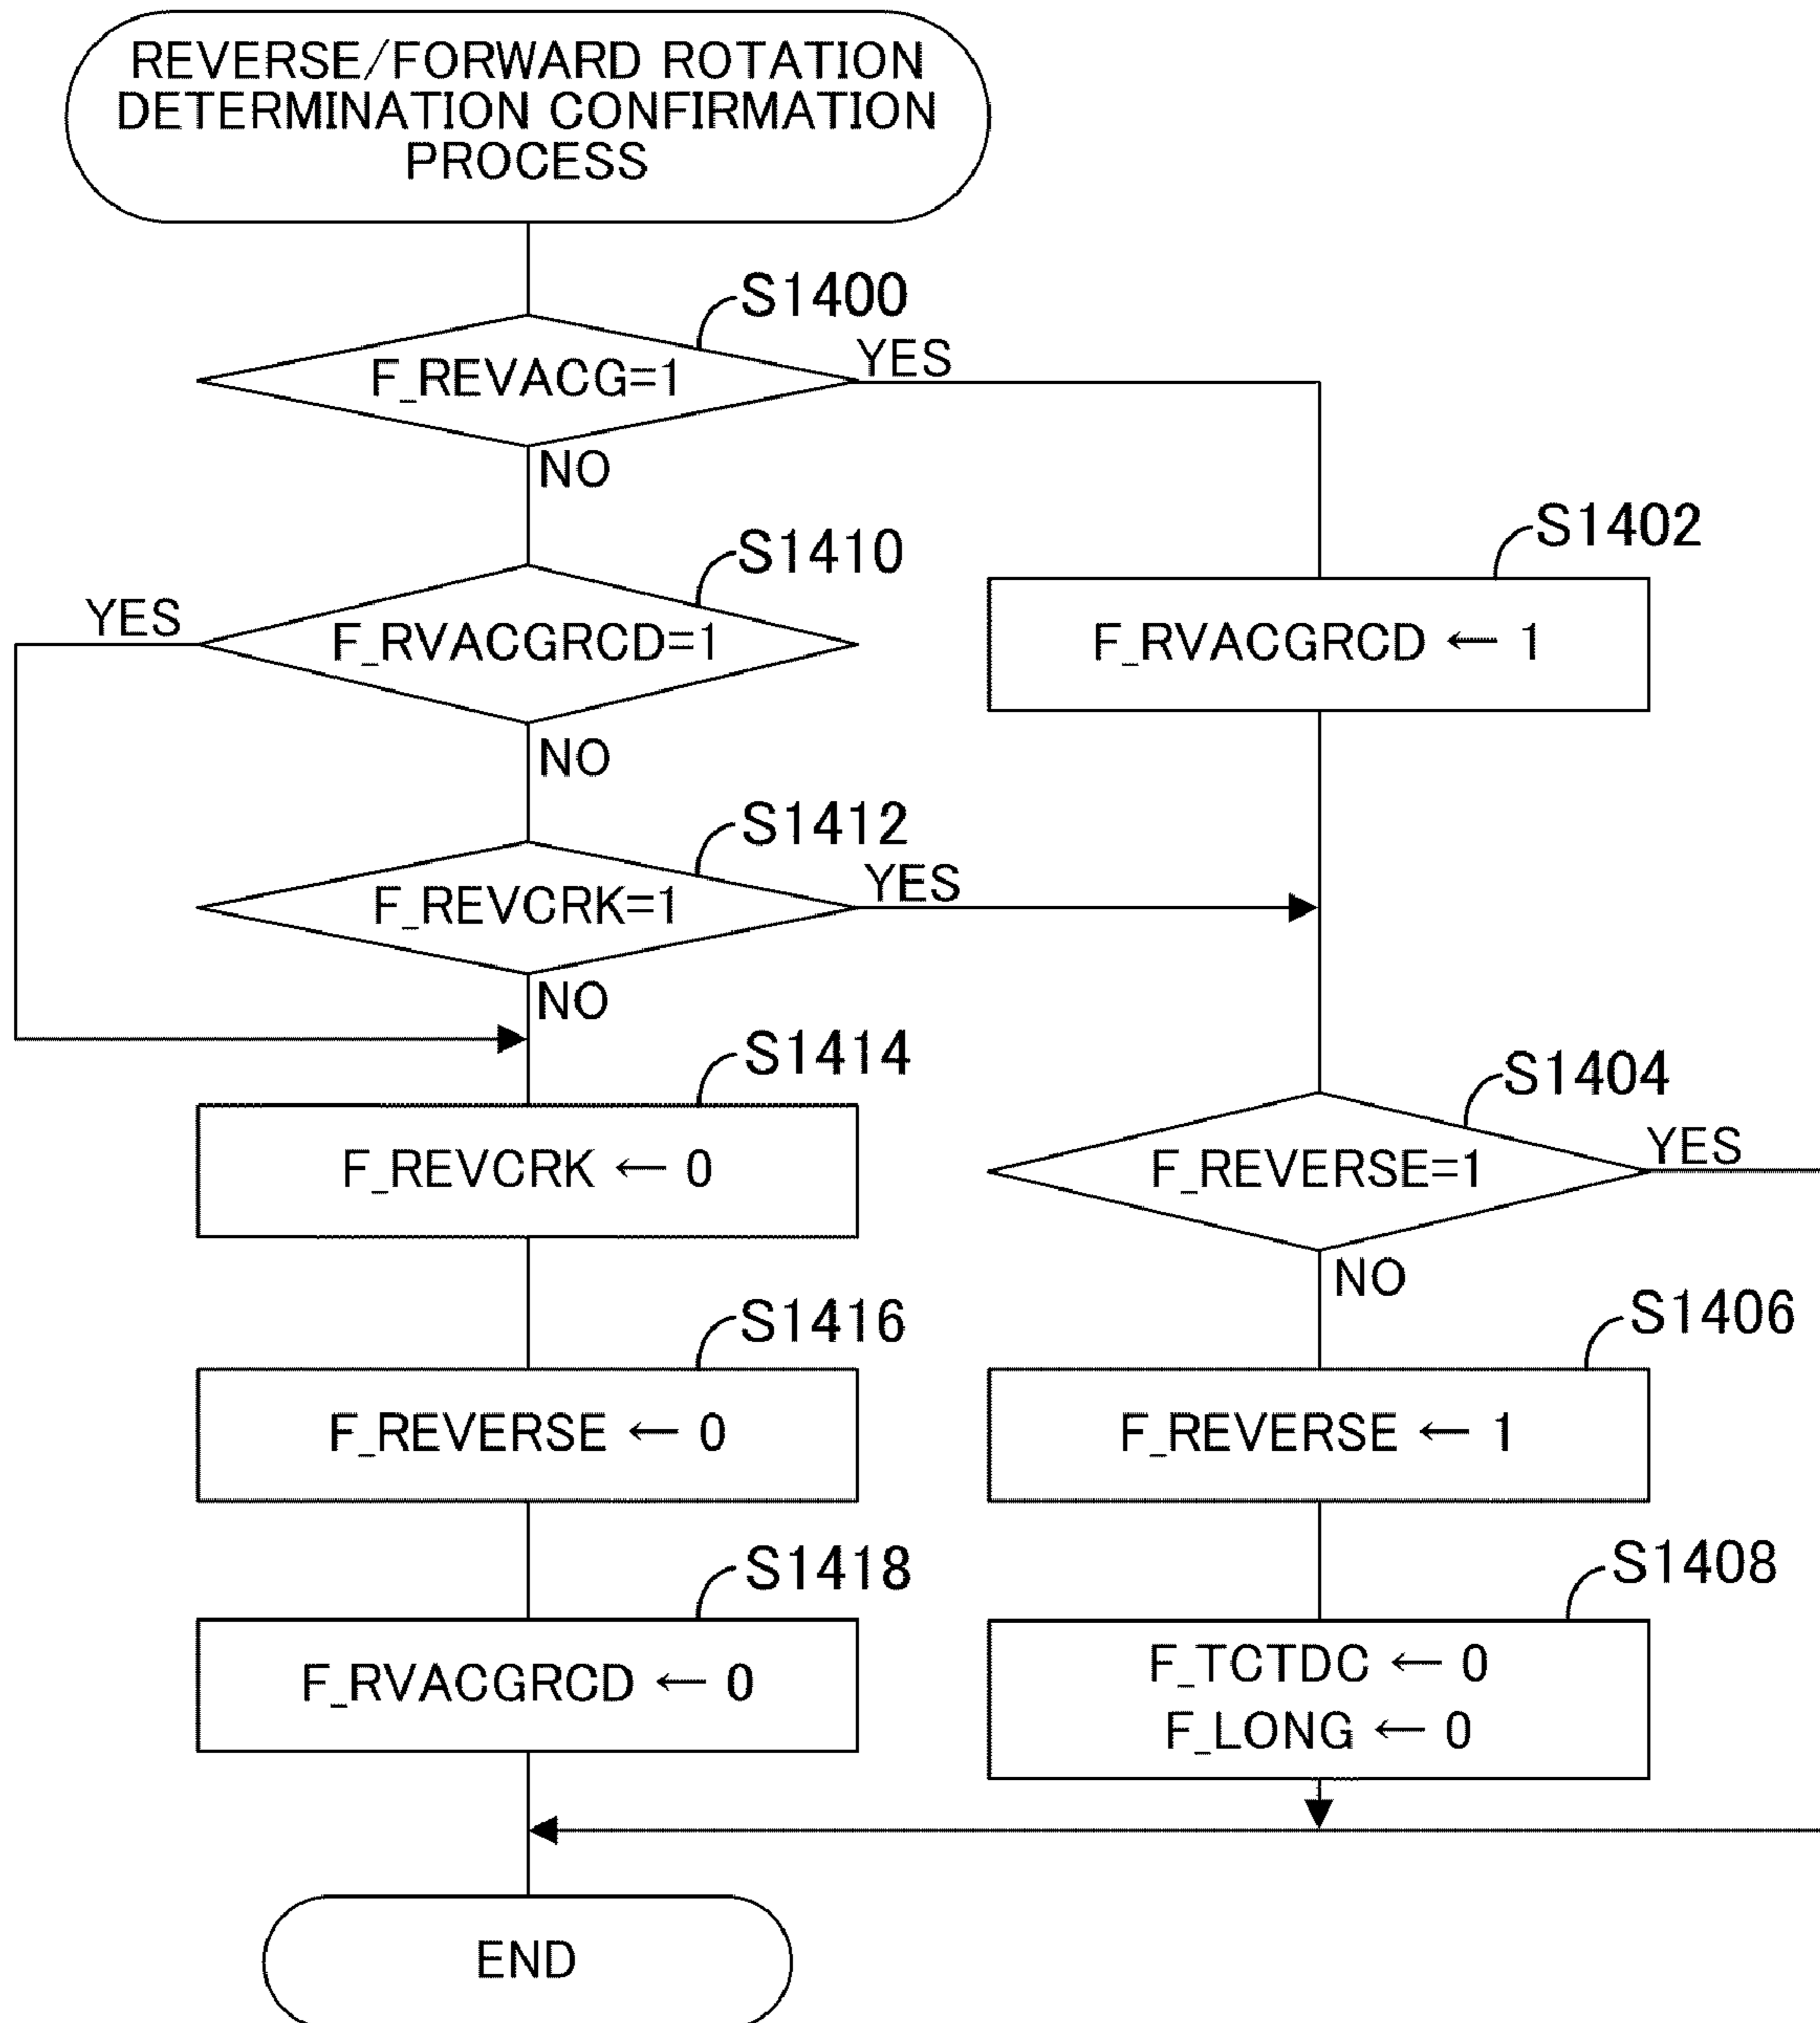 REVERSE/FORWARD ROTATION
DETERMINATION CONFIRMATION
PROCESS
S1400
F_REVACG=1
YES
NO
S1402
F_RVACGRCD ← 1
S1410
YES
F_RVACGRCD=1
NO
S1412
F_REVCRK=1
YES
NO
S1414
F_REVCRK ← 0
S1404
F_REVERSE=1
YES
NO
S1416
F_REVERSE ← 0
S1406
F_REVERSE ← 1
S1418
F_RVACGRCD ← 0
S1408
F_TCTDC ← 0
F_LONG ← 0
END